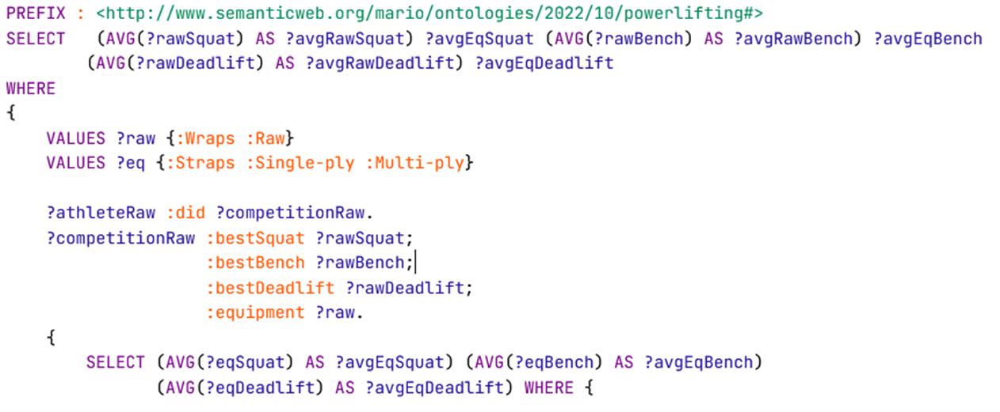 PREFIX : <http://www.semanticweb.org/mario/ontologies/2022/10/powerlifting#>
SELECT (AVG(?rawSquat) AS ?avgRawSquat) ?avgEqSquat (AVG(?rawBench) AS ?avgRawBench) ?avgEqBench
(AVG(?rawDeadlift) AS ?avgRawDeadlift) ?avgEqDeadlift
WHERE
{
VALUES ?raw {:Wraps :Raw}
VALUES ?eq {:Straps :Single-ply :Multi-ply}
?athleteRaw :did ?competitionRaw.
?competitionRaw :bestSquat ?rawSquat;
:bestBench ?rawBench;
:bestDeadlift ?rawDeadlift;
:equipment ?raw.
{
SELECT (AVG(?eqSquat) AS ?avgEqSquat) (AVG(?eqBench) AS ?avgEqBench)
(AVG(?eqDeadlift) AS ?avgEqDeadlift) WHERE {